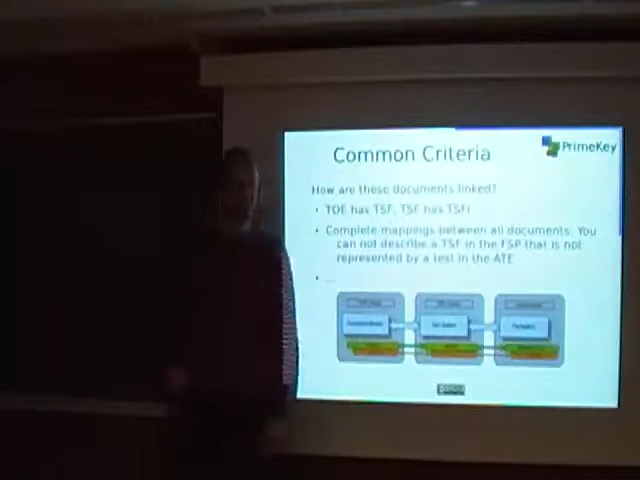 Common Criteria
PrimeKey
How are these documents linked?
• TOE has TSF, TSF has TSFI
• Complete mappings between all documents. You
can not describe a TSF in the FSP that is not
represented by a test in the ATE
• ...